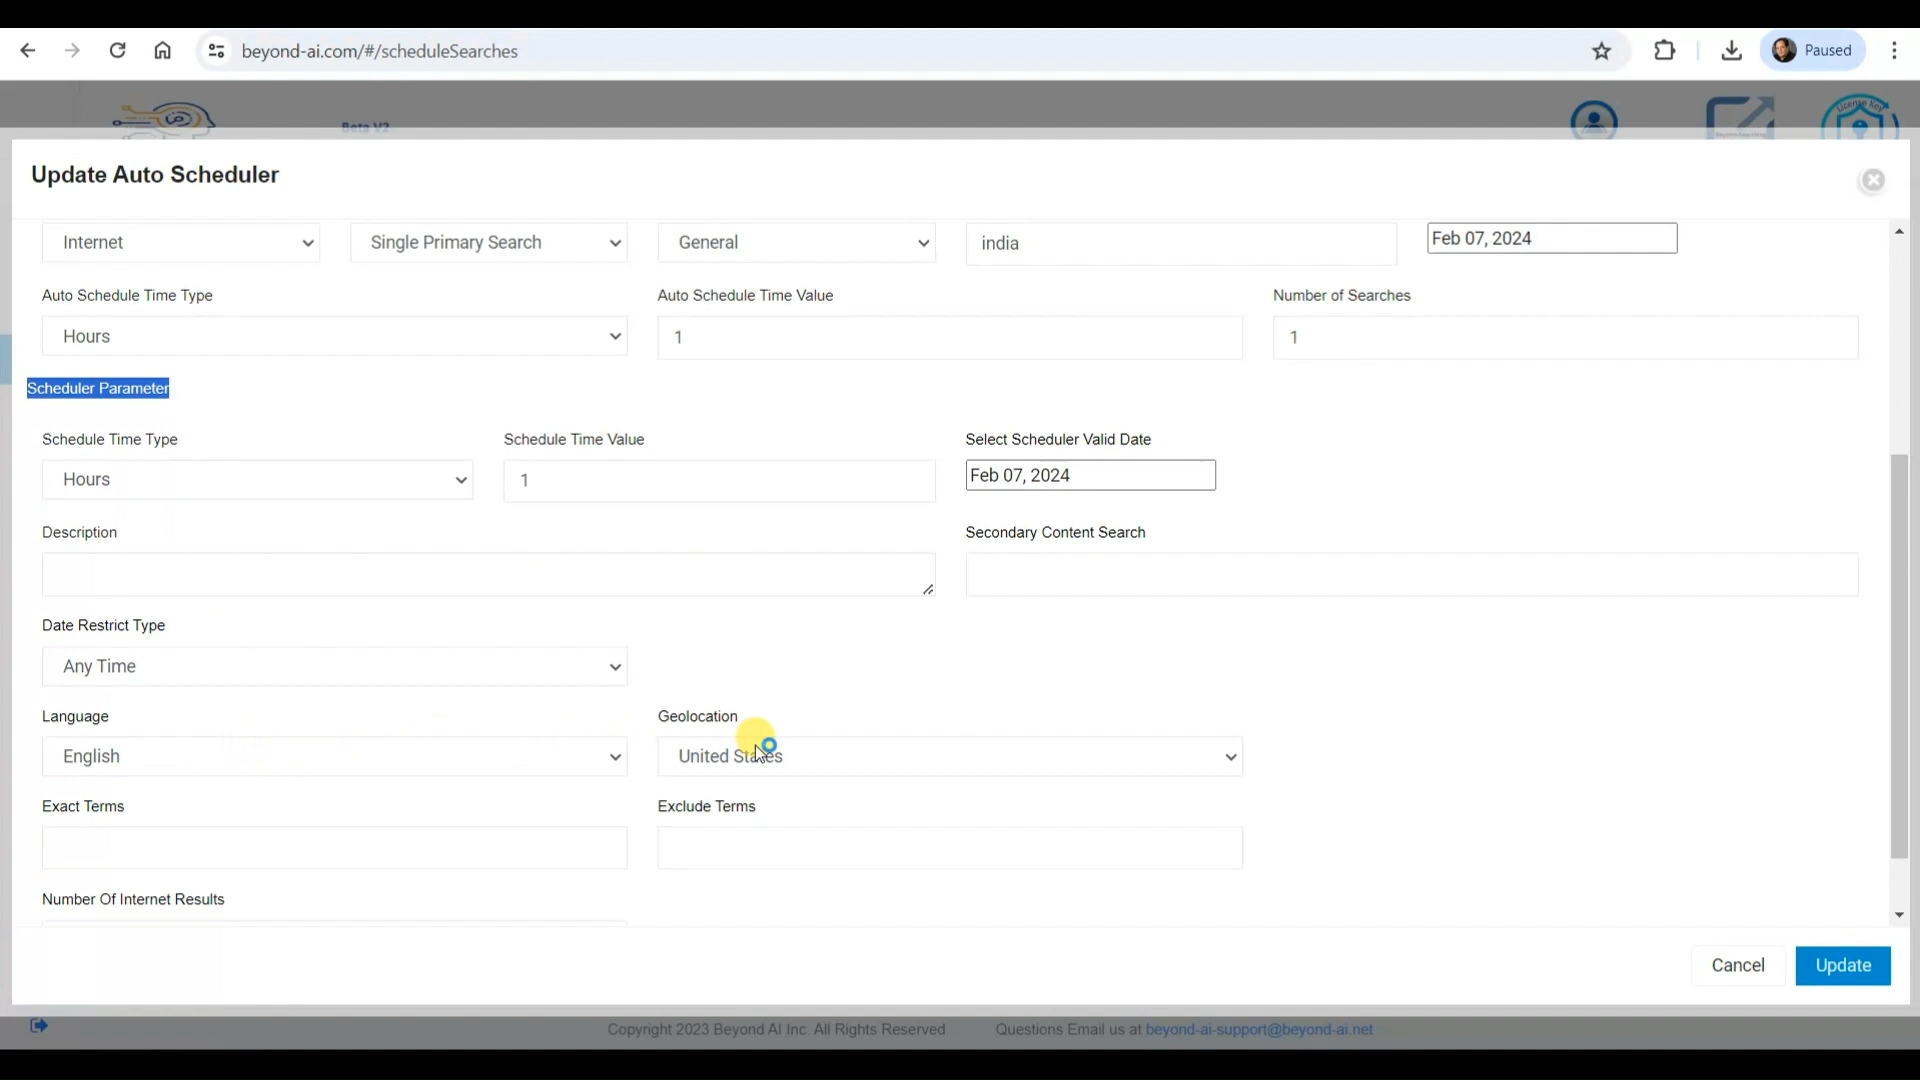 beyond-ai.com/#/scheduleSearches
Paused
Beta V2
License Key
Update Auto Scheduler
Internet
Single Primary Search
General
india
Feb 07, 2024
Auto Schedule Time Type
Auto Schedule Time Value
Number of Searches
Hours
1
1
Scheduler Parameter
Schedule Time Type
Schedule Time Value
Select Scheduler Valid Date
Hours
1
Feb 07, 2024
Description
Secondary Content Search
Date Restrict Type
Any Time
Language
Geolocation
English
United States
Exact Terms
Exclude Terms
Number Of Internet Results
Cancel
Update
Copyright 2023 Beyond AI Inc. All Rights Reserved
Questions Email us at beyond-ai-support@beyond-ai.net